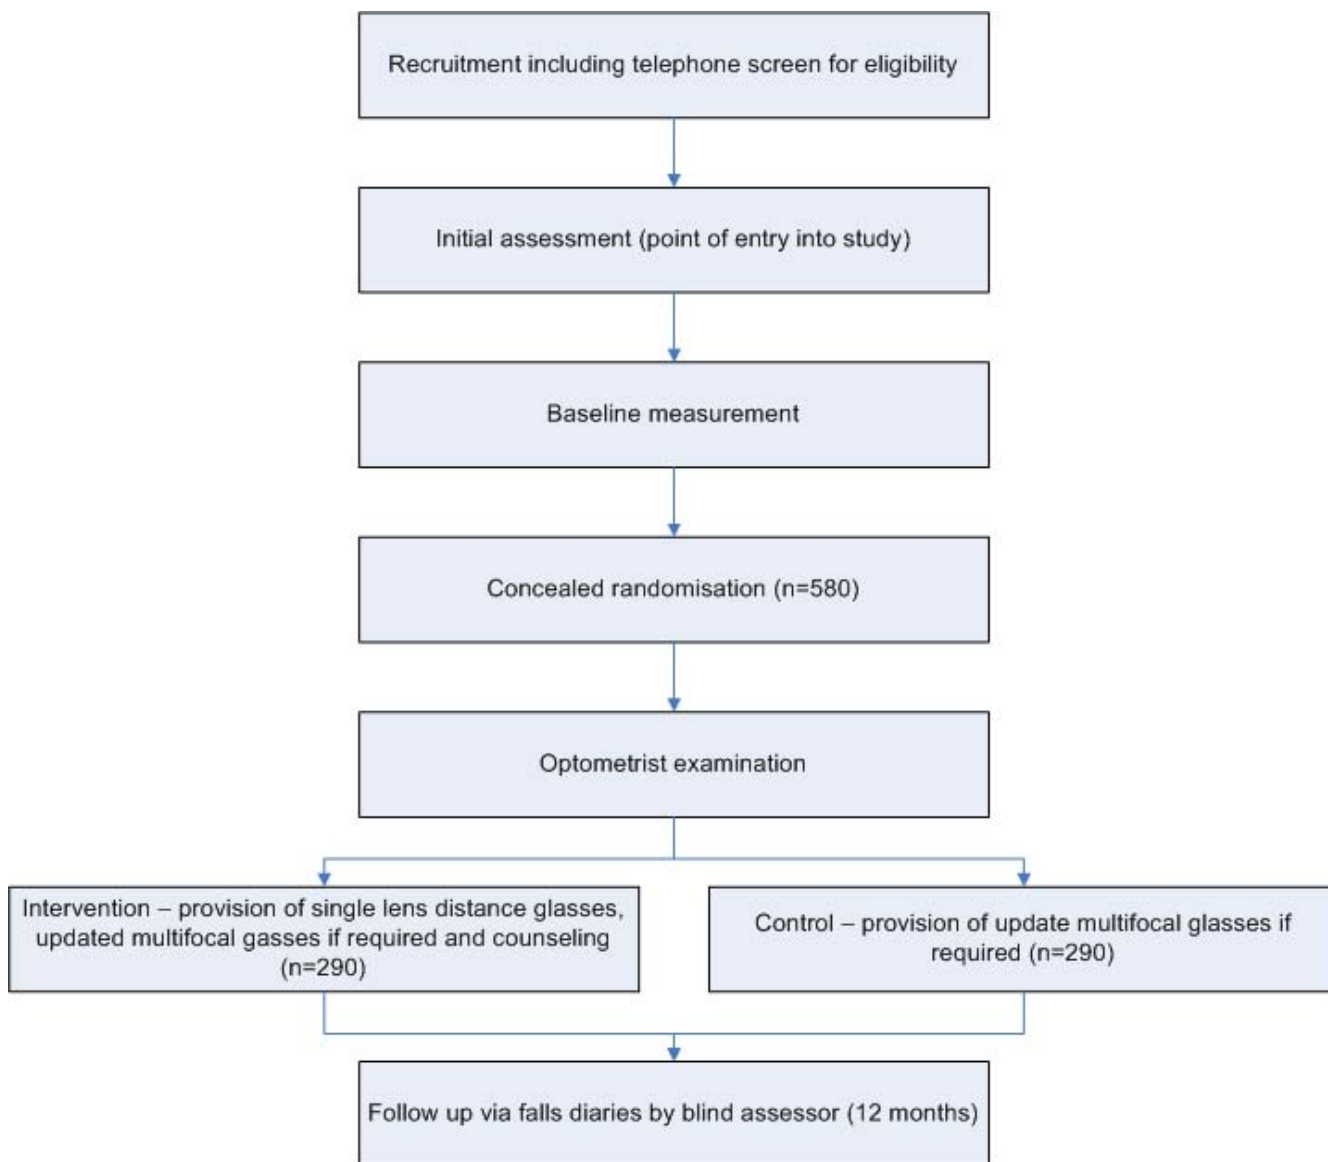 Recruitment including telephone screen for eligibility
Initial assessment (point of entry into study)
Baseline measurement
Concealed randomisation (n=580)
Optometrist examination
Intervention – provision of single lens distance glasses,
updated multifocal gasses if required and counseling
(n=290)
Control – provision of update multifocal glasses if
required (n=290)
Follow up via falls diaries by blind assessor (12 months)